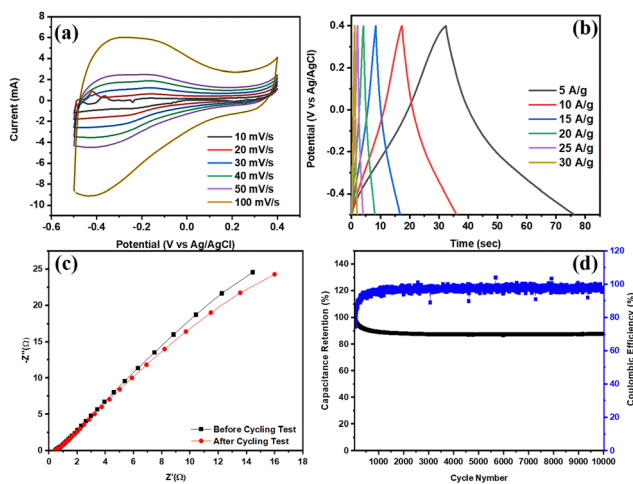 (a)
Current (mA)
6
4
2
0
-2
-4
-6
-8
-10
10 mV/s
20 mV/s
30 mV/s
40 mV/s
50 mV/s
100 mV/s
-0.6
-0.4
-0.2
0.0
0.2
0.4
Potential (V vs Ag/AgCl)
(b)
Potential (V vs Ag/AgCl)
0.4
0.0
-0.4
5 A/g
10 A/g
15 A/g
20 A/g
25 A/g
30 A/g
0 10 20 30 40 50 60 70 80
Time (sec)
(c)
-Z''(Ω)
25
20
15
10
5
0
Before Cycling Test
After Cycling Test
0 2 4 6 8 10 12 14 16 18
Z'(Ω)
(d)
Capacitance Retention (%)
140
120
100
80
60
40
20
0
1000 2000 3000 4000 5000 6000 7000 8000 9000 10000
Cycle Nymber
120
100
80
60
40
20
0
Coulombic Efficiency (%)